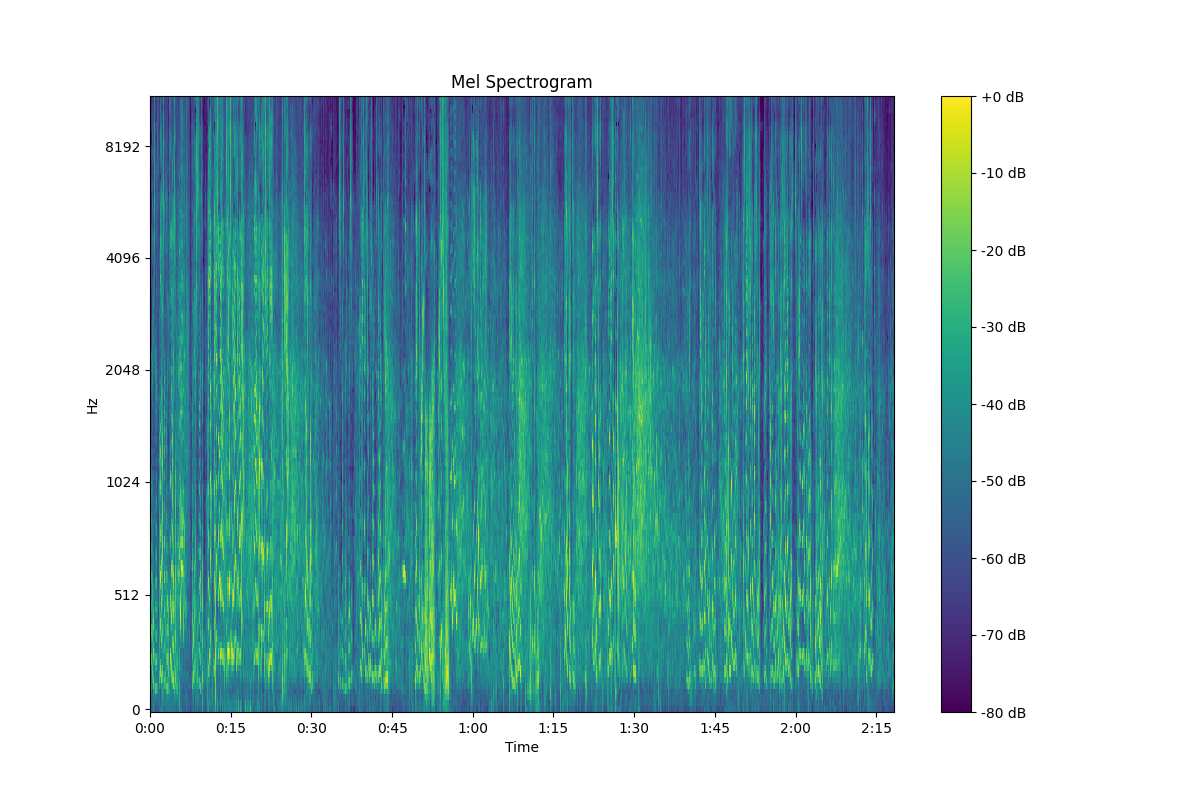 Mel Spectrogram
8192
4096
2048
1024
512
0
Hz
0:00 0:15 0:30 0:45 1:00 1:15 1:30 1:45 2:00 2:15
Time
+0 dB
-10 dB
-20 dB
-30 dB
-40 dB
-50 dB
-60 dB
-70 dB
-80 dB